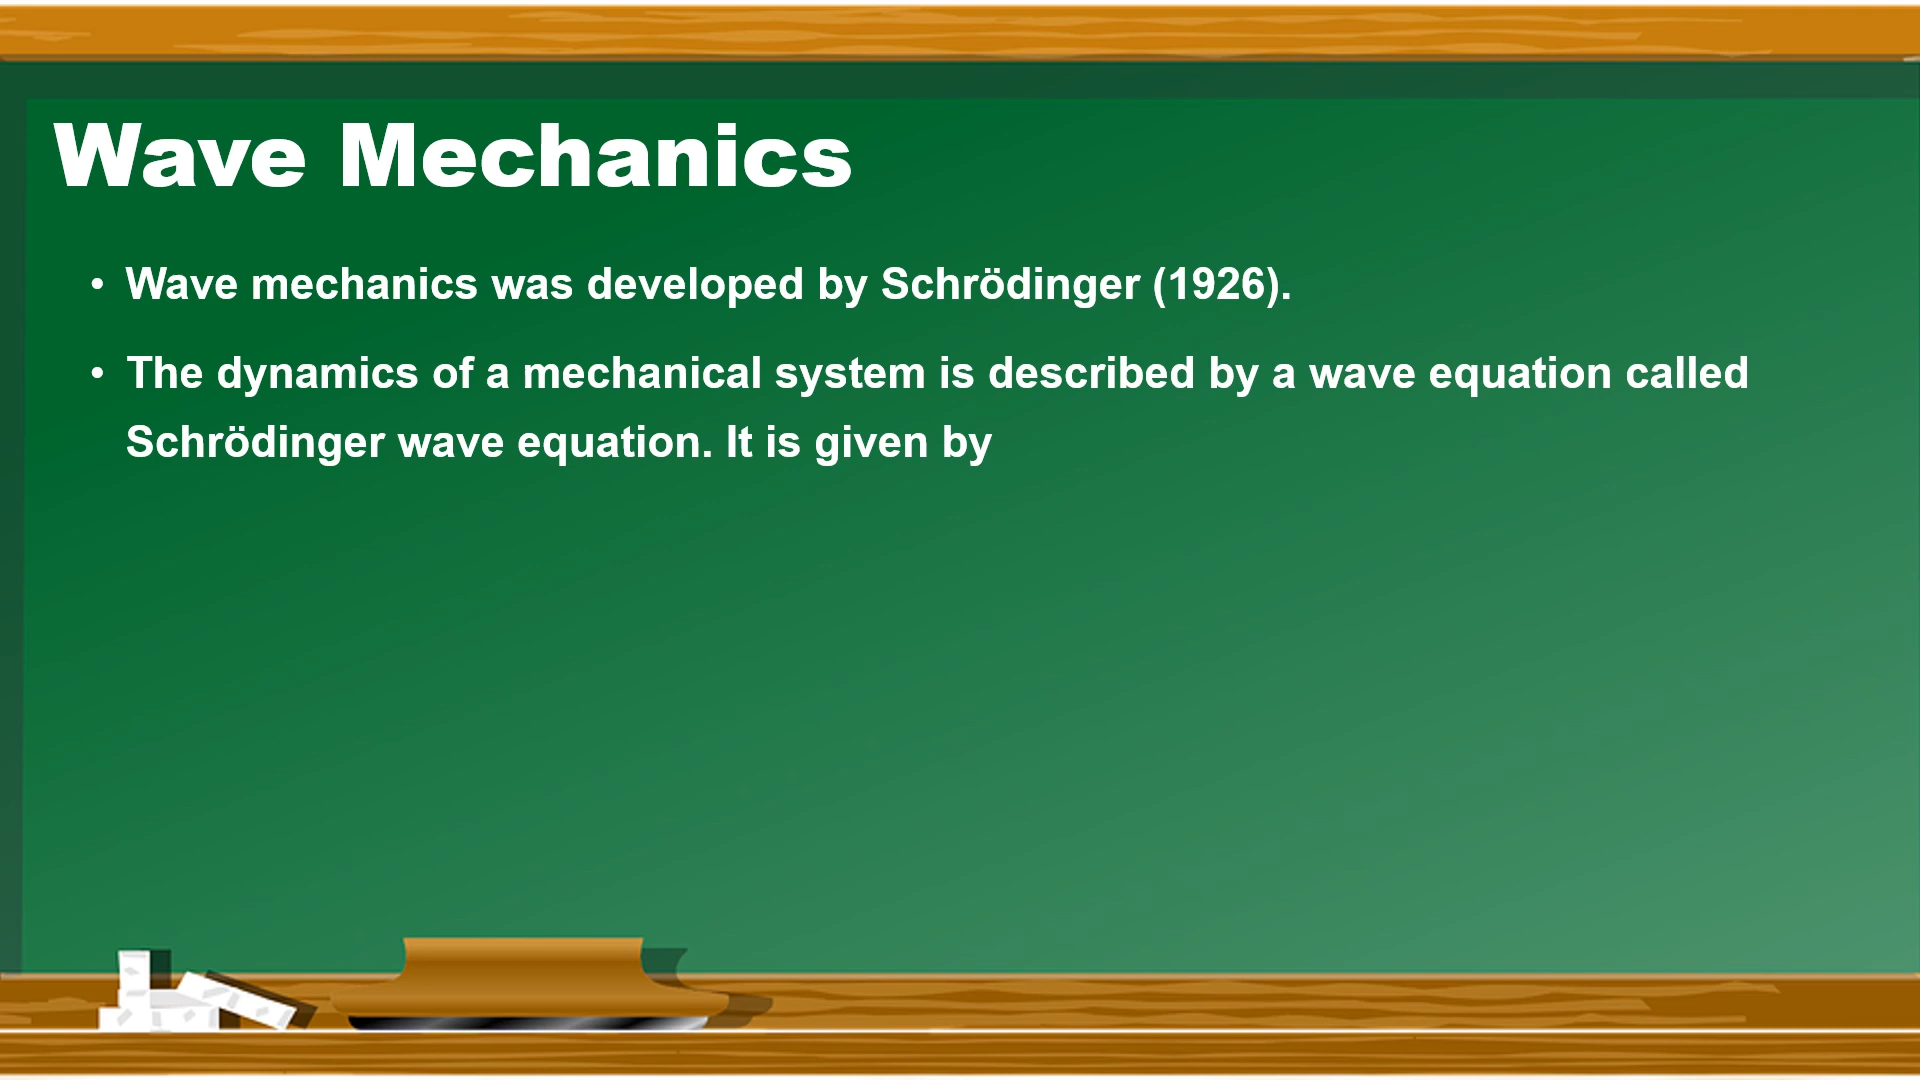 Wave Mechanics
• Wave mechanics was developed by Schrödinger (1926).
• The dynamics of a mechanical system is described by a wave equation called
Schrödinger wave equation. It is given by